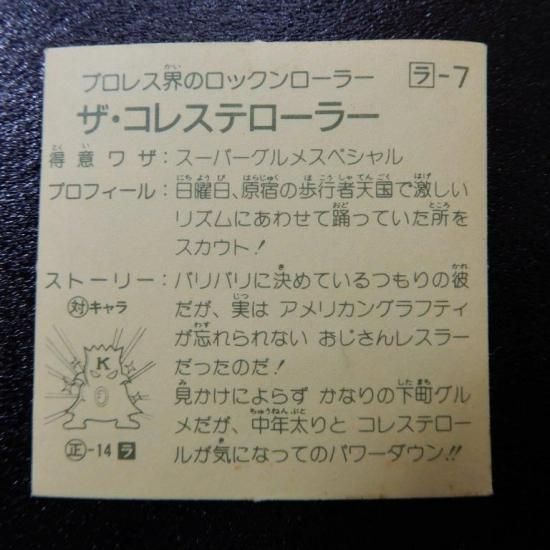 プロレス界のロックンローラー ラ-7
ザ・コレステローラー
得意ワザ:スーパーグルメスペシャル
プロフィール:日曜日、原宿の歩行者天国で激しい
リズムにあわせて踊っていた所を
スカウト!
ストーリー:バリバリに決めているつもりの彼
だが、実は アメリカングラフティ
が忘れられない おじさんレスラー
だったのだ!
見かけによらず かなりの下町グル
メだが、中年太りと コレステロー
ルが気になってのパワーダウン!!
対キャラ
K
正-14ラ